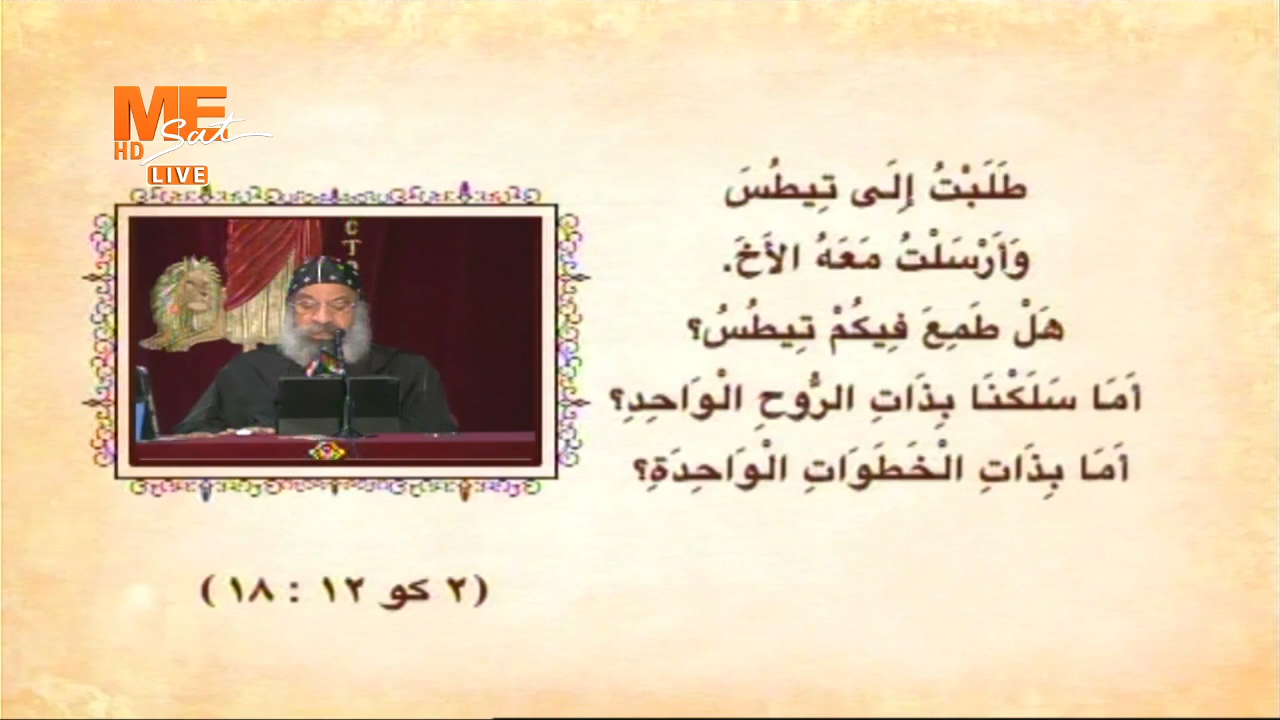 ME
Sat
HD
LIVE
C
T
طَلَبْتُ إِلَى تِيطُسَ
وَأَرْسَلْتُ مَعَهُ الأَخَ.
هَلْ طَمِعَ فِيكُمْ تِيطُسُ؟
أَمَا سَلَكْنَا بِذَاتِ الرُّوحِ الْوَاحِدِ؟
أَمَا بِذَاتِ الْخَطَوَاتِ الْوَاحِدَةِ؟
(٢ كو ١٢ : ١٨)